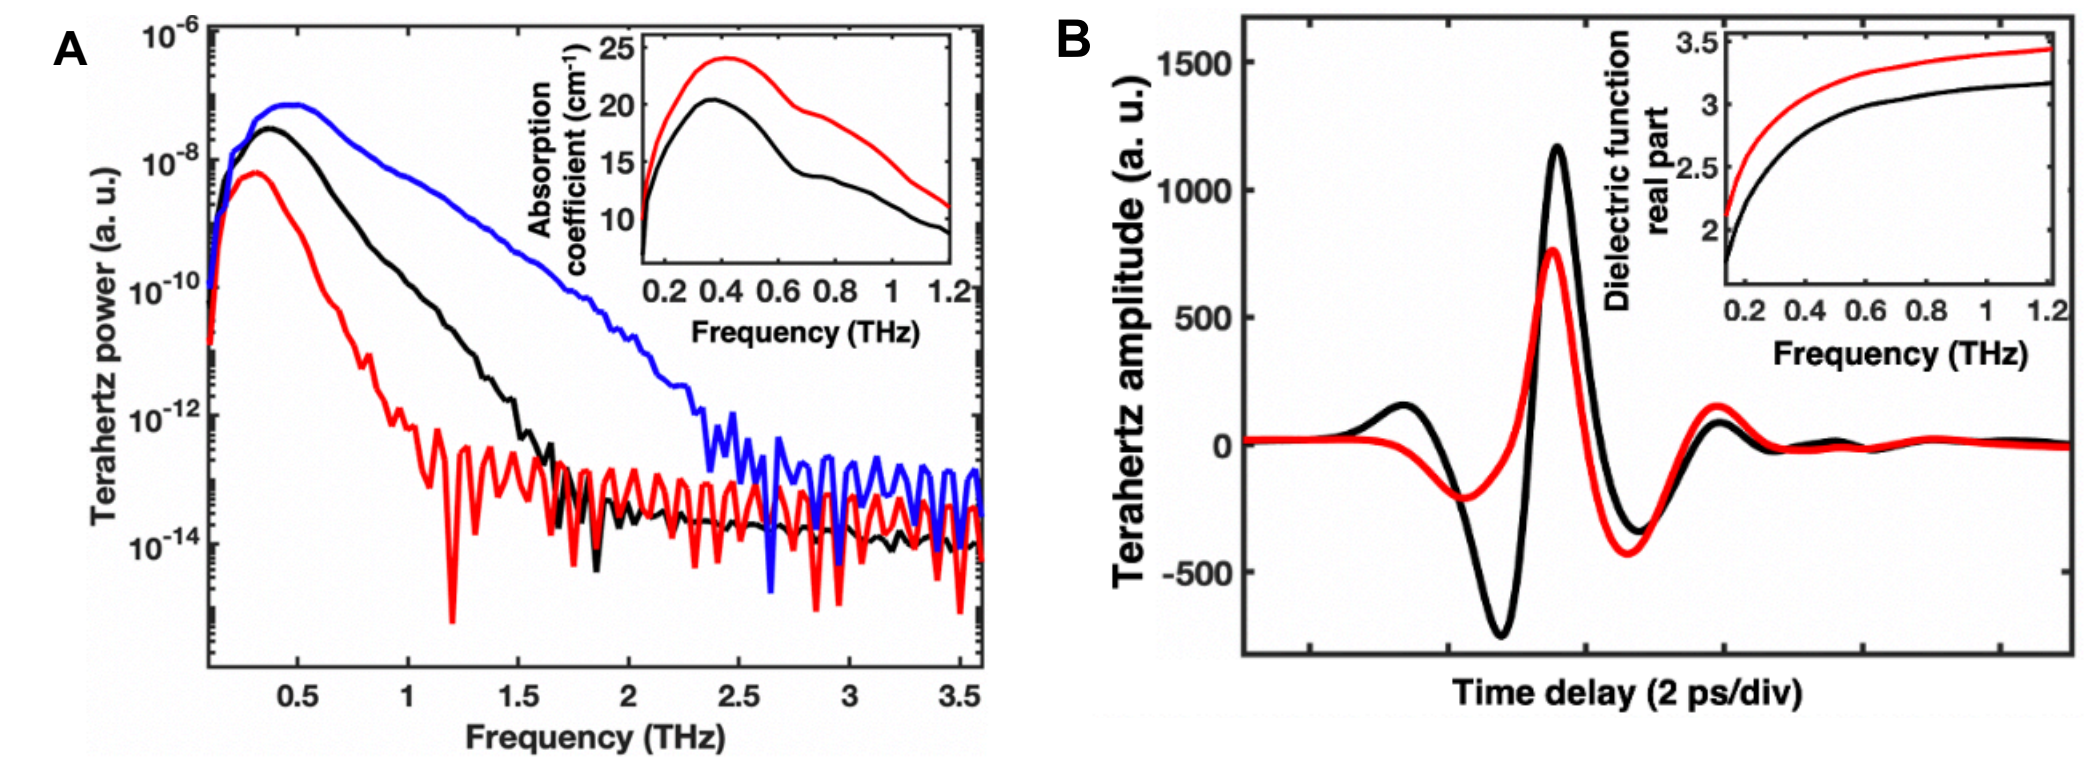 A
Terahertz power (a. u.)
10-6
10-8
10-10
10-12
10-14
0.5 1 1.5 2 2.5 3 3.5
Frequency (THz)
Absorption
coefficient (cm-1)
25
20
15
10
0.2 0.4 0.6 0.8 1 1.2
Frequency (THz)
B
Terahertz amplitude (a. u.)
1500
1000
500
0
-500
Time delay (2 ps/div)
Dielectric function
real part
3.5
3
2.5
2
0.2 0.4 0.6 0.8 1 1.2
Frequency (THz)